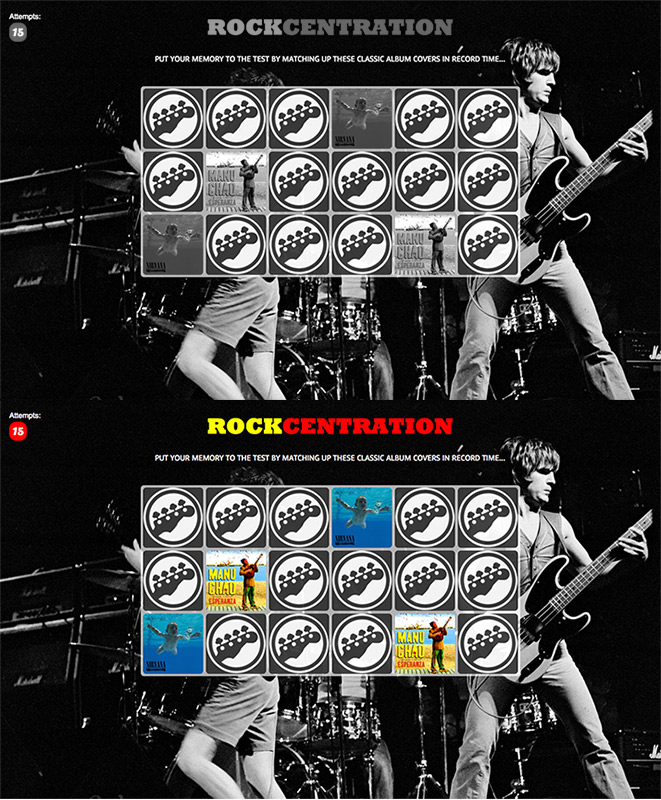 Attempts:
15
ROCKCENTRATION
PUT YOUR MEMORY TO THE TEST BY MATCHING UP THESE CLASSIC ALBUM COVERS IN RECORD TIME...
NIRVANA
MANU
CHAO
ESPERANZA
NIRVANA
MANU
CHAO
ESPERANZA
Attempts:
15
ROCKCENTRATION
PUT YOUR MEMORY TO THE TEST BY MATCHING UP THESE CLASSIC ALBUM COVERS IN RECORD TIME...
NIRVANA
MANU
CHAO
ESPERANZA
NIRVANA
MANU
CHAO
ESPERANZA